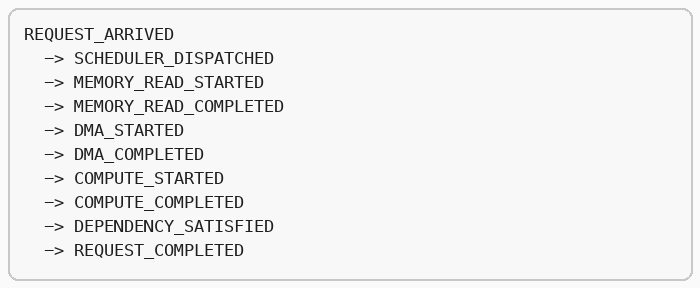 REQUEST_ARRIVED
—> SCHEDULER_DISPATCHED
—> MEMORY_READ_STARTED
—> MEMORY_READ_COMPLETED
—> DMA_STARTED
—> DMA_COMPLETED
—> COMPUTE_STARTED
—> COMPUTE_COMPLETED
—> DEPENDENCY_SATISFIED
—> REQUEST_COMPLETED